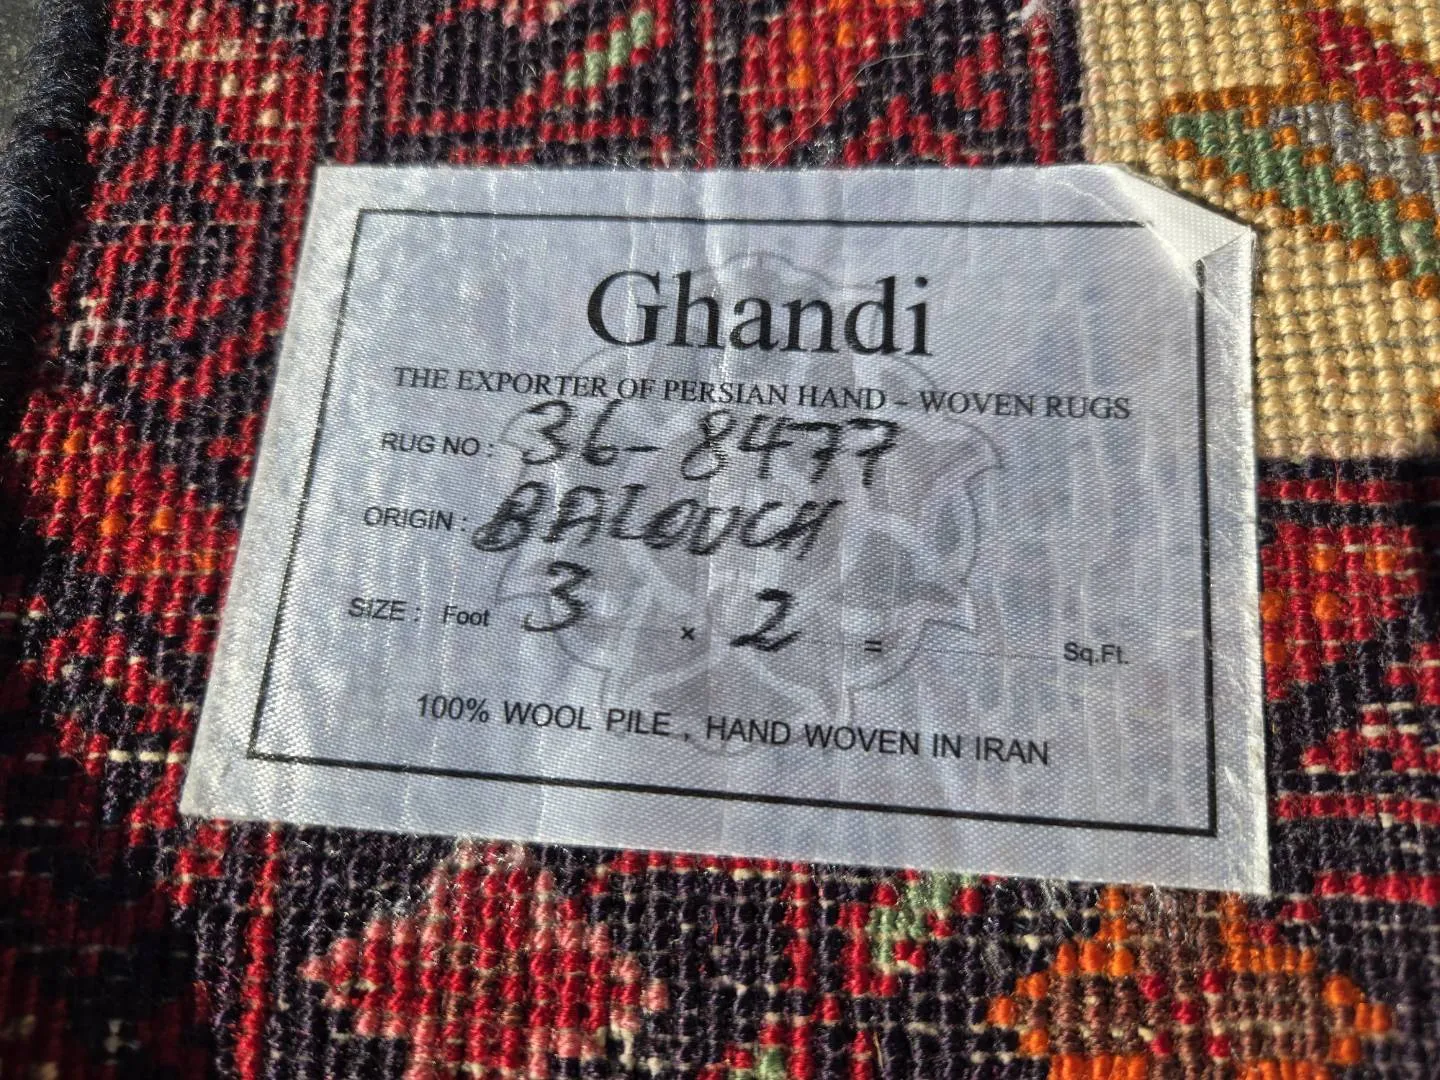 Ghandi
THE EXPORTER OF PERSIAN HAND - WOVEN RUGS
RUG NO : 36-8477
ORIGIN : BALOUCH
SIZE : Foot 3 × 2 = Sq.Ft.
100% WOOL PILE , HAND WOVEN IN IRAN